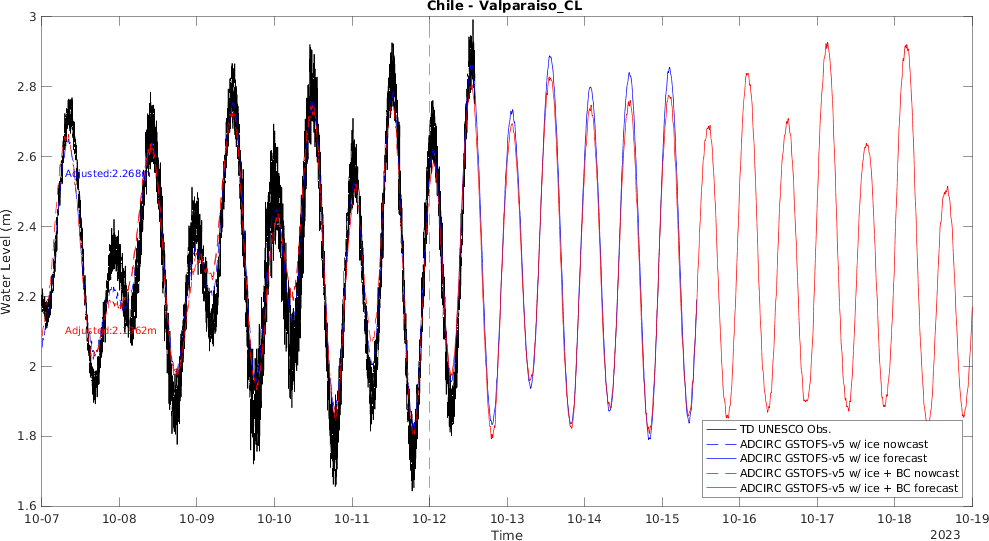 Chile - Valparaiso_CL
3
2.8
2.6
2.4
2.2
2
1.8
1.6
Water Level (m)
TD UNESCO Obs.
ADCIRC GSTOFS-v5 w/ ice nowcast
ADCIRC GSTOFS-v5 w/ ice forecast
ADCIRC GSTOFS-v5 w/ ice + BC nowcast
ADCIRC GSTOFS-v5 w/ ice + BC forecast
10-07 10-08 10-09 10-10 10-11 10-12 10-13 10-14 10-15 10-16 10-17 10-18 10-19
Time
2023